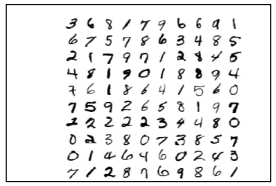 3 6 8 1 7 9 6 6 9 1
6 7 5 7 8 6 3 4 8 5
2 1 7 9 7 1 2 8 4 5
4 8 1 9 0 1 8 8 9 4
7 6 1 8 6 4 1 5 6 0
7 5 9 2 6 5 8 1 9 7
2 2 2 2 2 3 4 4 8 0
0 2 3 8 0 7 3 8 5 7
0 1 4 6 4 6 0 2 4 3
7 1 2 8 7 6 9 8 6 1